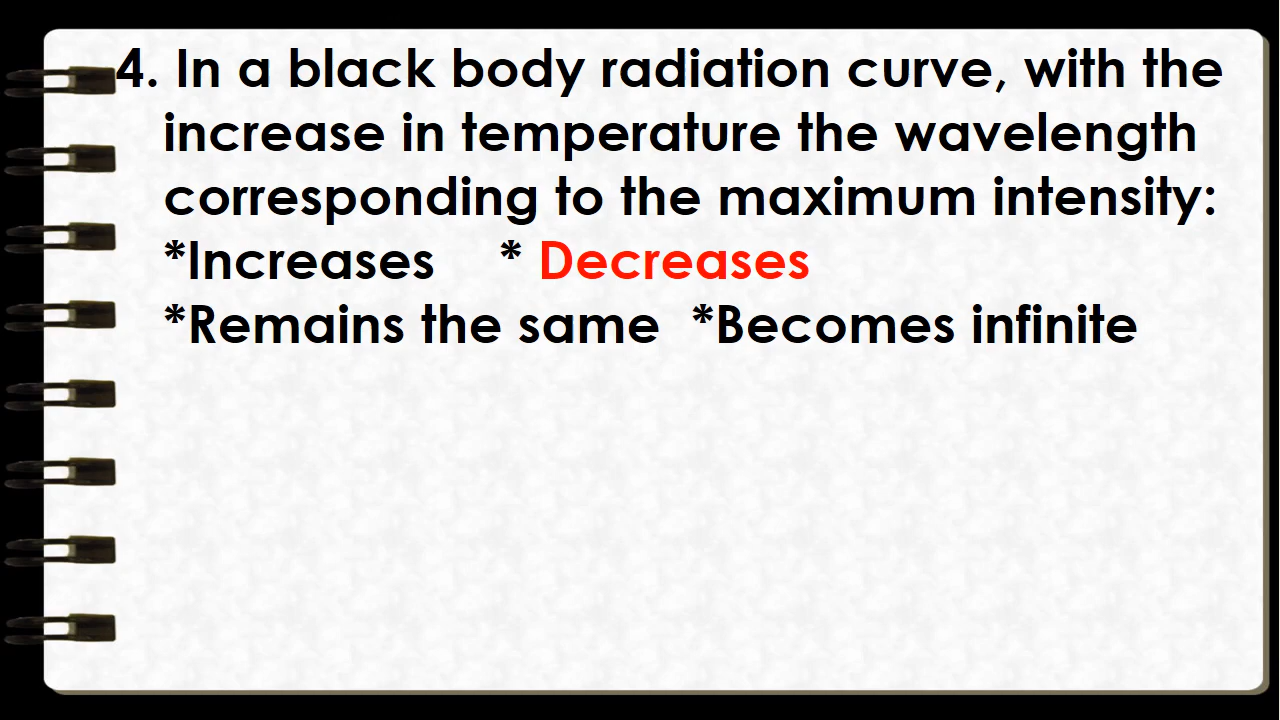 4. In a black body radiation curve, with the
increase in temperature the wavelength
corresponding to the maximum intensity:
*Increases * Decreases
*Remains the same *Becomes infinite